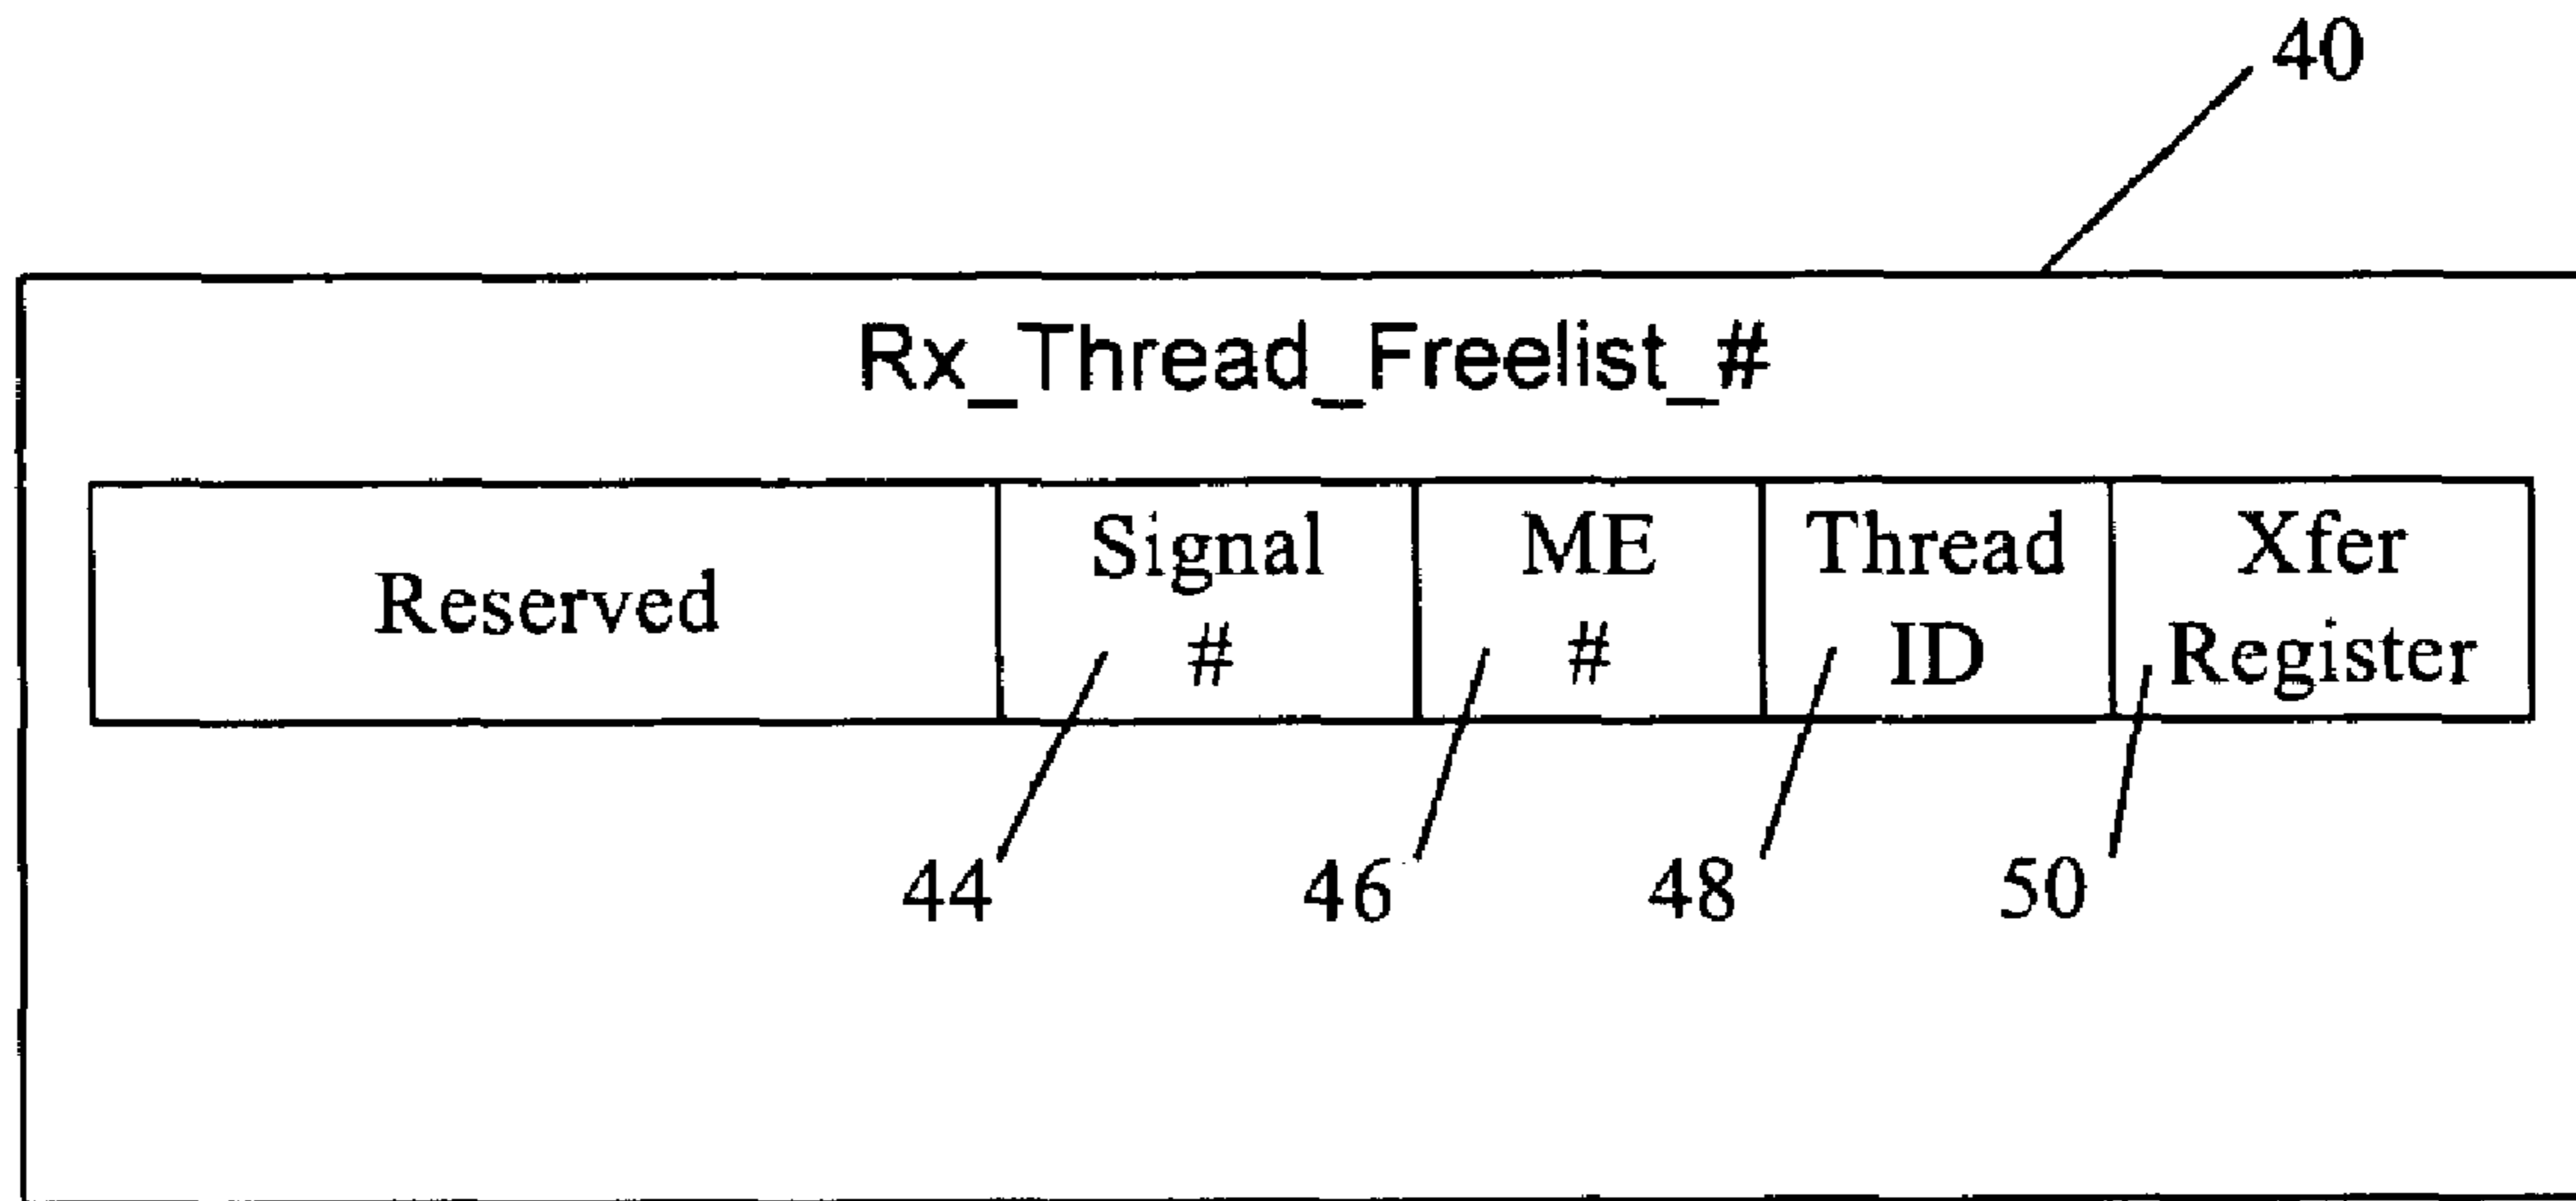 40
Rx_Thread_Freelist_#
Reserved
Signal
#
ME
#
Thread
ID
Xfer
Register
44
46
48
50